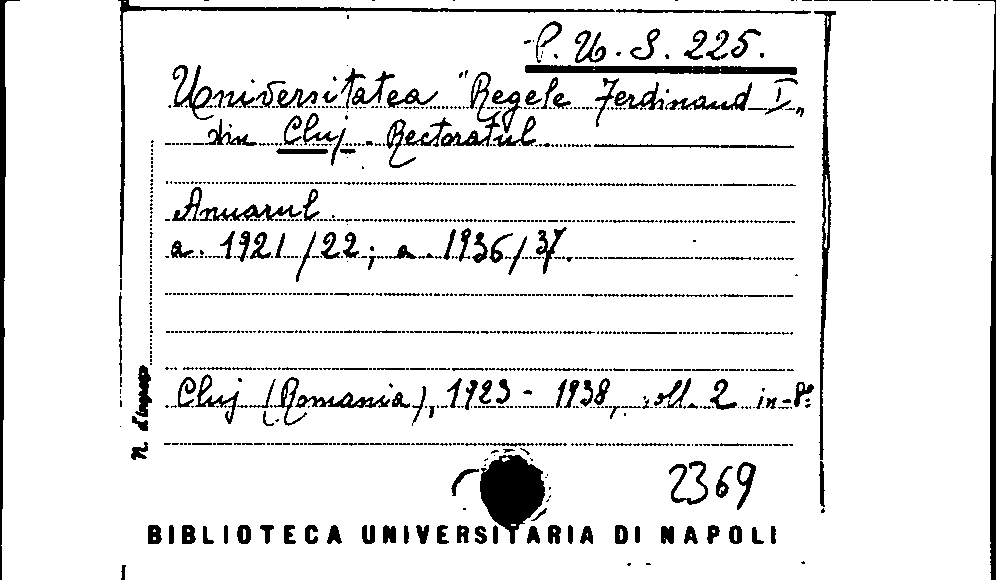 P. U. S. 225.
Universitatea "Regele Ferdinand I„
din Cluj. Rectoratul.
Anuarul.
a. 1921/22; a. 1936/37.
Cluj (Romania), 1923 - 1938, voll. 2 in-8°.
N. d'ingresso
2369
BIBLIOTECA UNIVERSITARIA DI NAPOLI